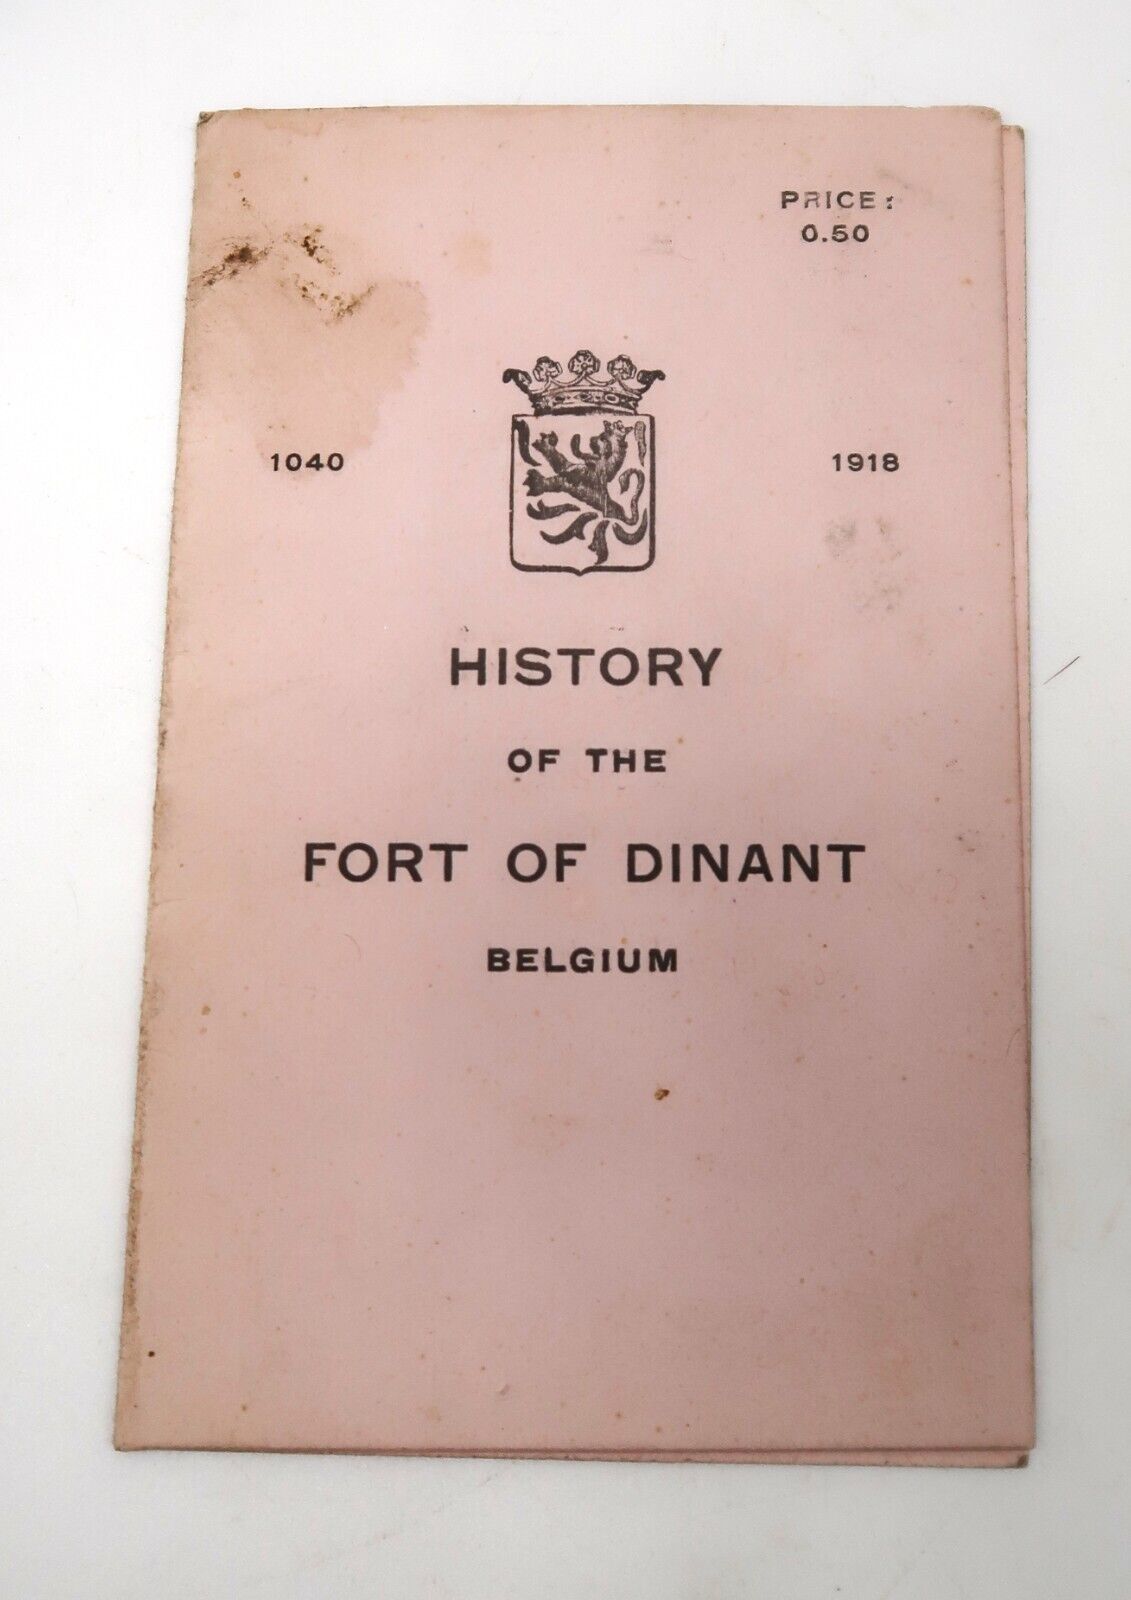 PRICE:
0.50
1040 1918
HISTORY
OF THE
FORT OF DINANT
BELGIUM